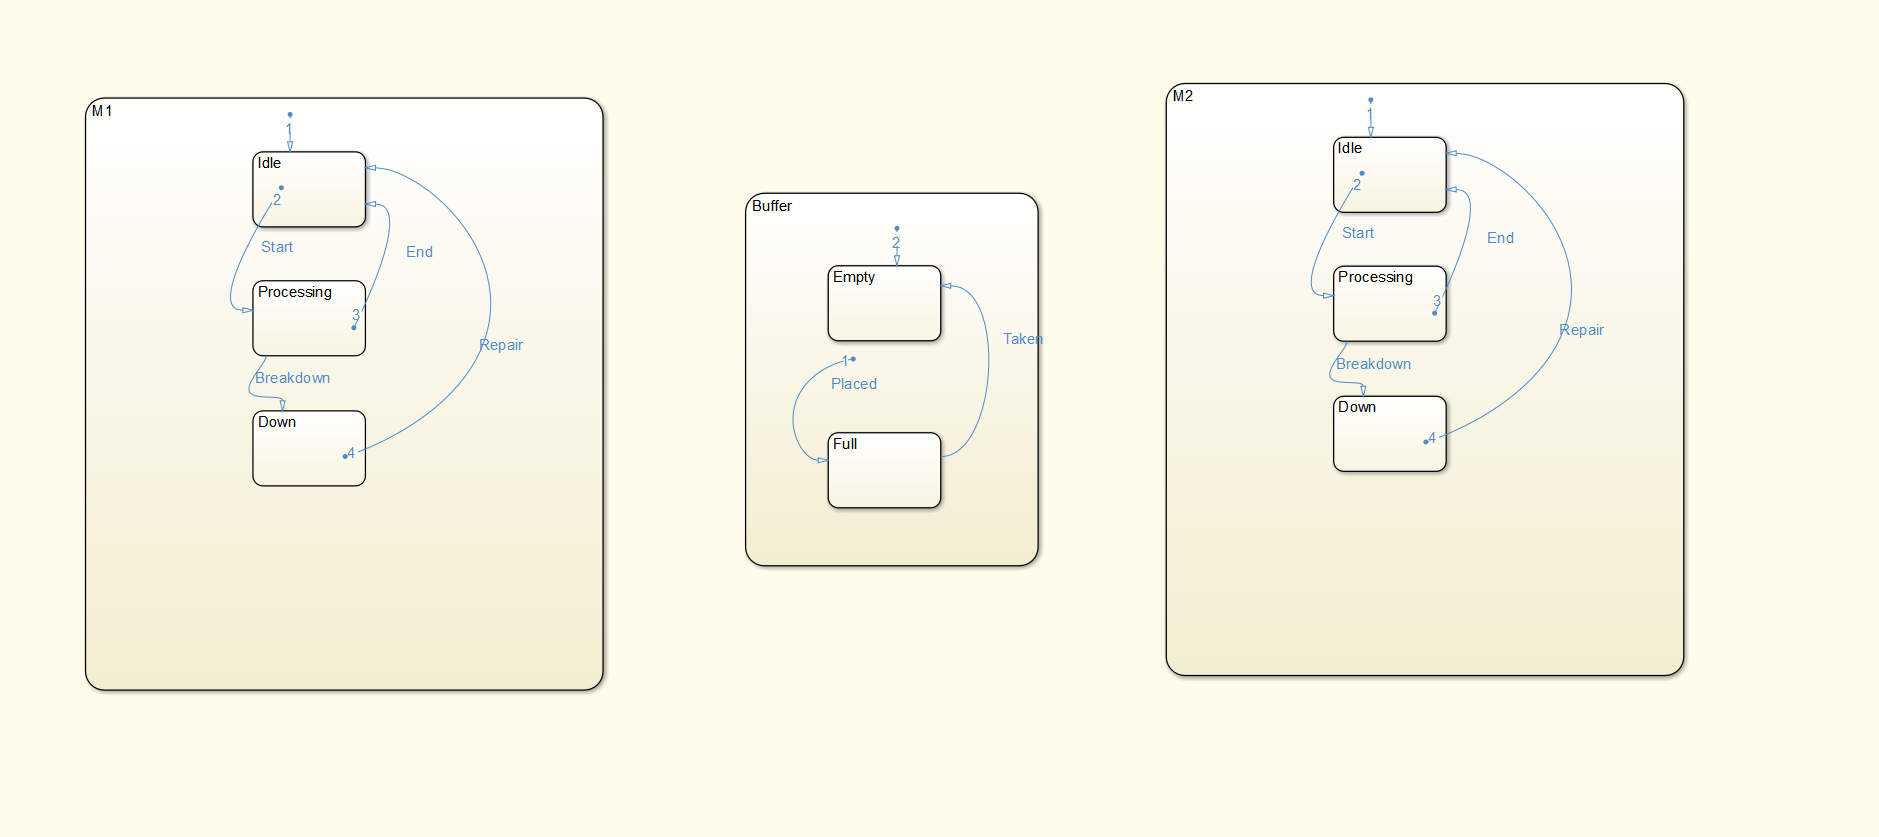 M1
1
Idle
2
Start
End
Processing
3
Repair
Breakdown
Down
4
Buffer
2
Empty
Taken
1
Placed
Full
M2
1
Idle
2
Start
End
Processing
3
Repair
Breakdown
Down
4